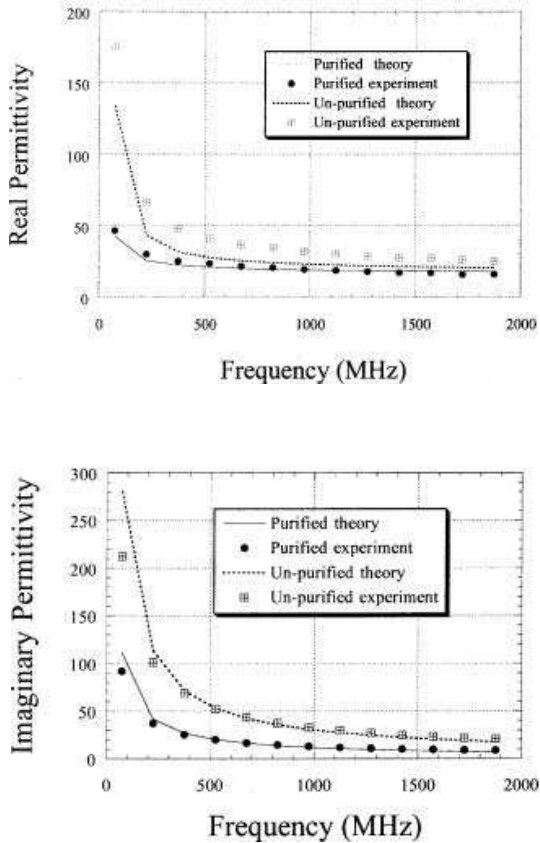 200
150
100
50
0
Real Permittivity
Purified theory
Purified experiment
Un-purified theory
Un-purified experiment
0 500 1000 1500 2000
Frequency (MHz)
300
250
200
150
100
50
0
Imaginary Permittivity
Purified theory
Purified experiment
Un-purified theory
Un-purified experiment
0 500 1000 1500 2000
Frequency (MHz)